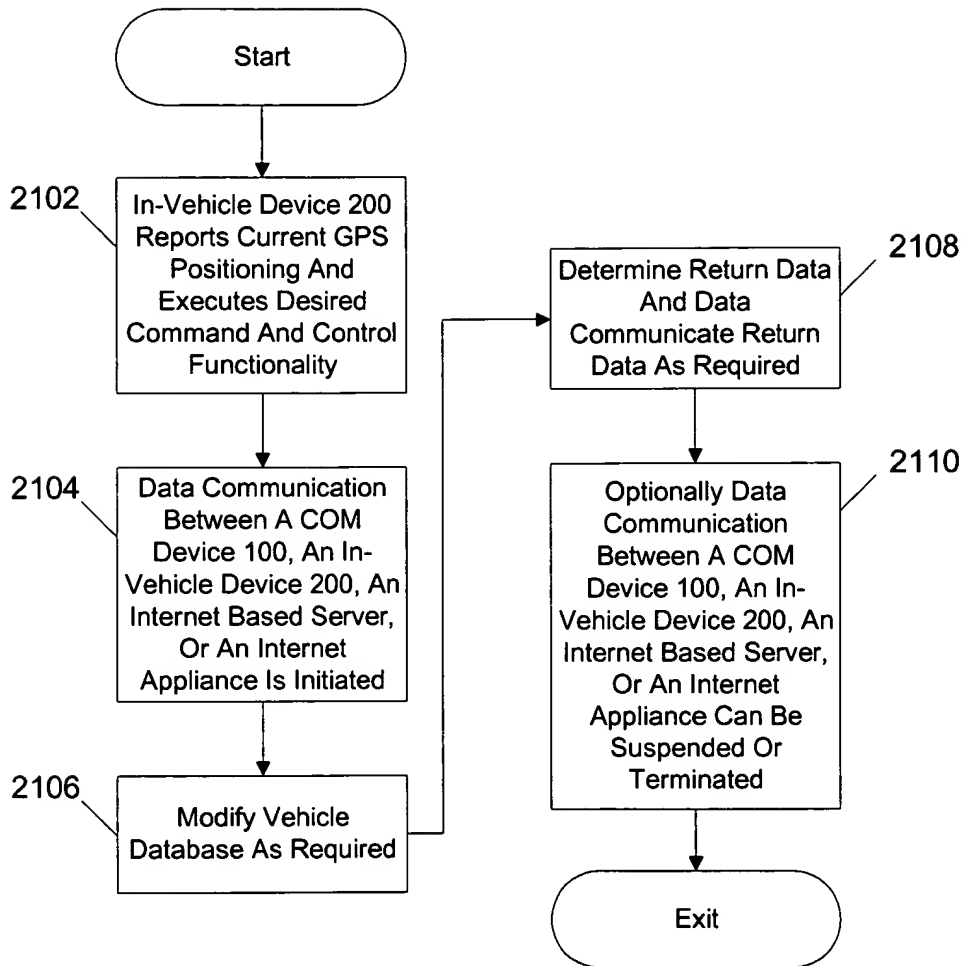 Start
2102
In-Vehicle Device 200
Reports Current GPS
Positioning And
Executes Desired
Command And Control
Functionality
2104
Data Communication
Between A COM
Device 100, An In-
Vehicle Device 200, An
Internet Based Server,
Or An Internet
Appliance Is Initiated
2106
Modify Vehicle
Database As Required
2108
Determine Return Data
And Data
Communicate Return
Data As Required
2110
Optionally Data
Communication
Between A COM
Device 100, An In-
Vehicle Device 200, An
Internet Based Server,
Or An Internet
Appliance Can Be
Suspended Or
Terminated
Exit